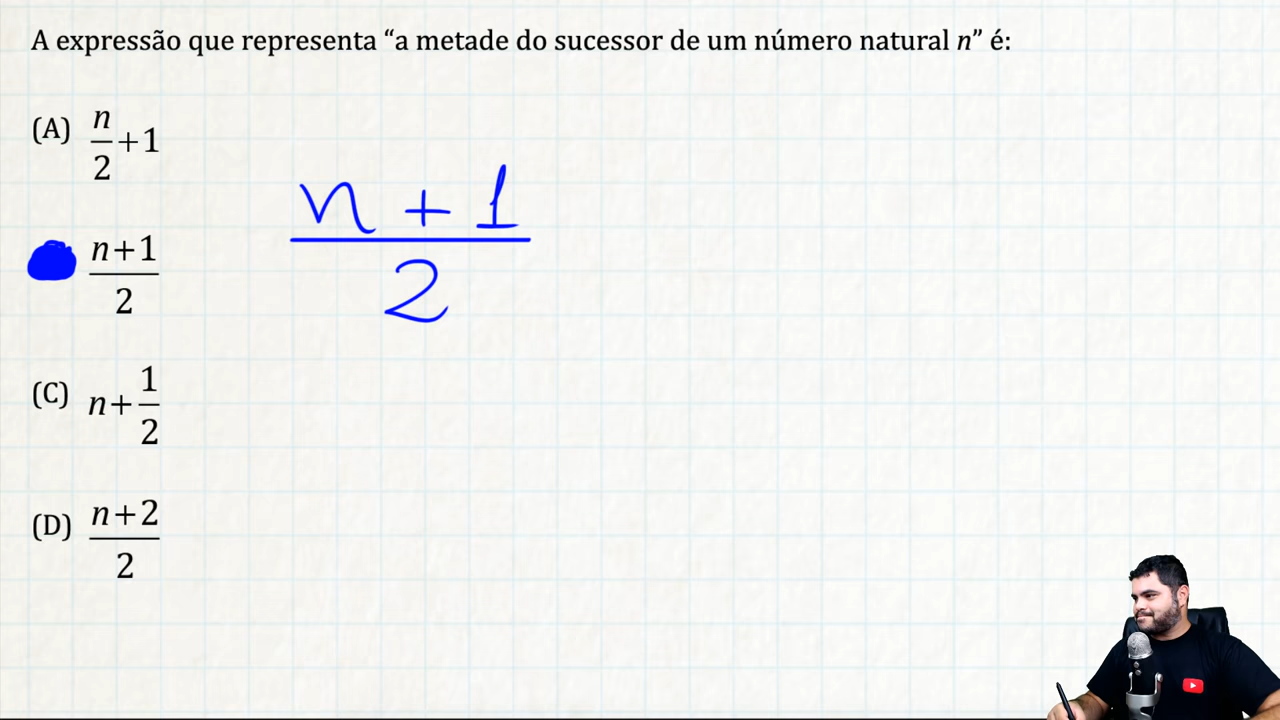 A expressão que representa “a metade do sucessor de um número natural n” é:
(A) n/2+1
n+1/2
n + 1
2
(C) n+1/2
(D) n+2/2